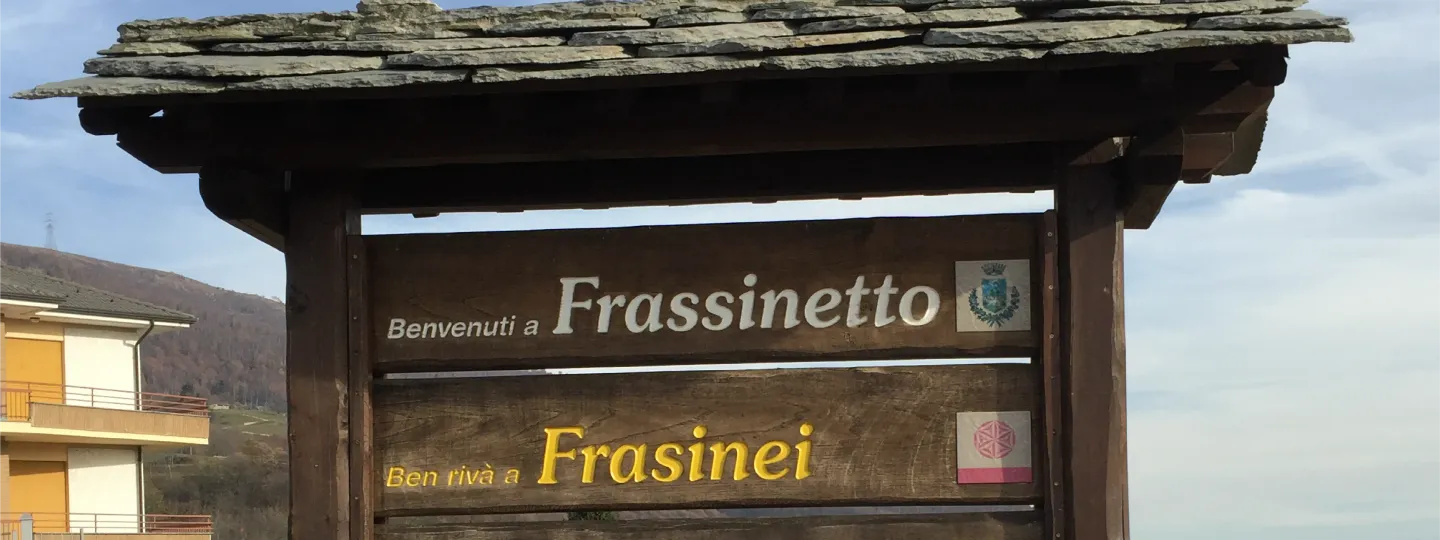 Benvenuti a Frassinetto
Ben rivà a Frasinei